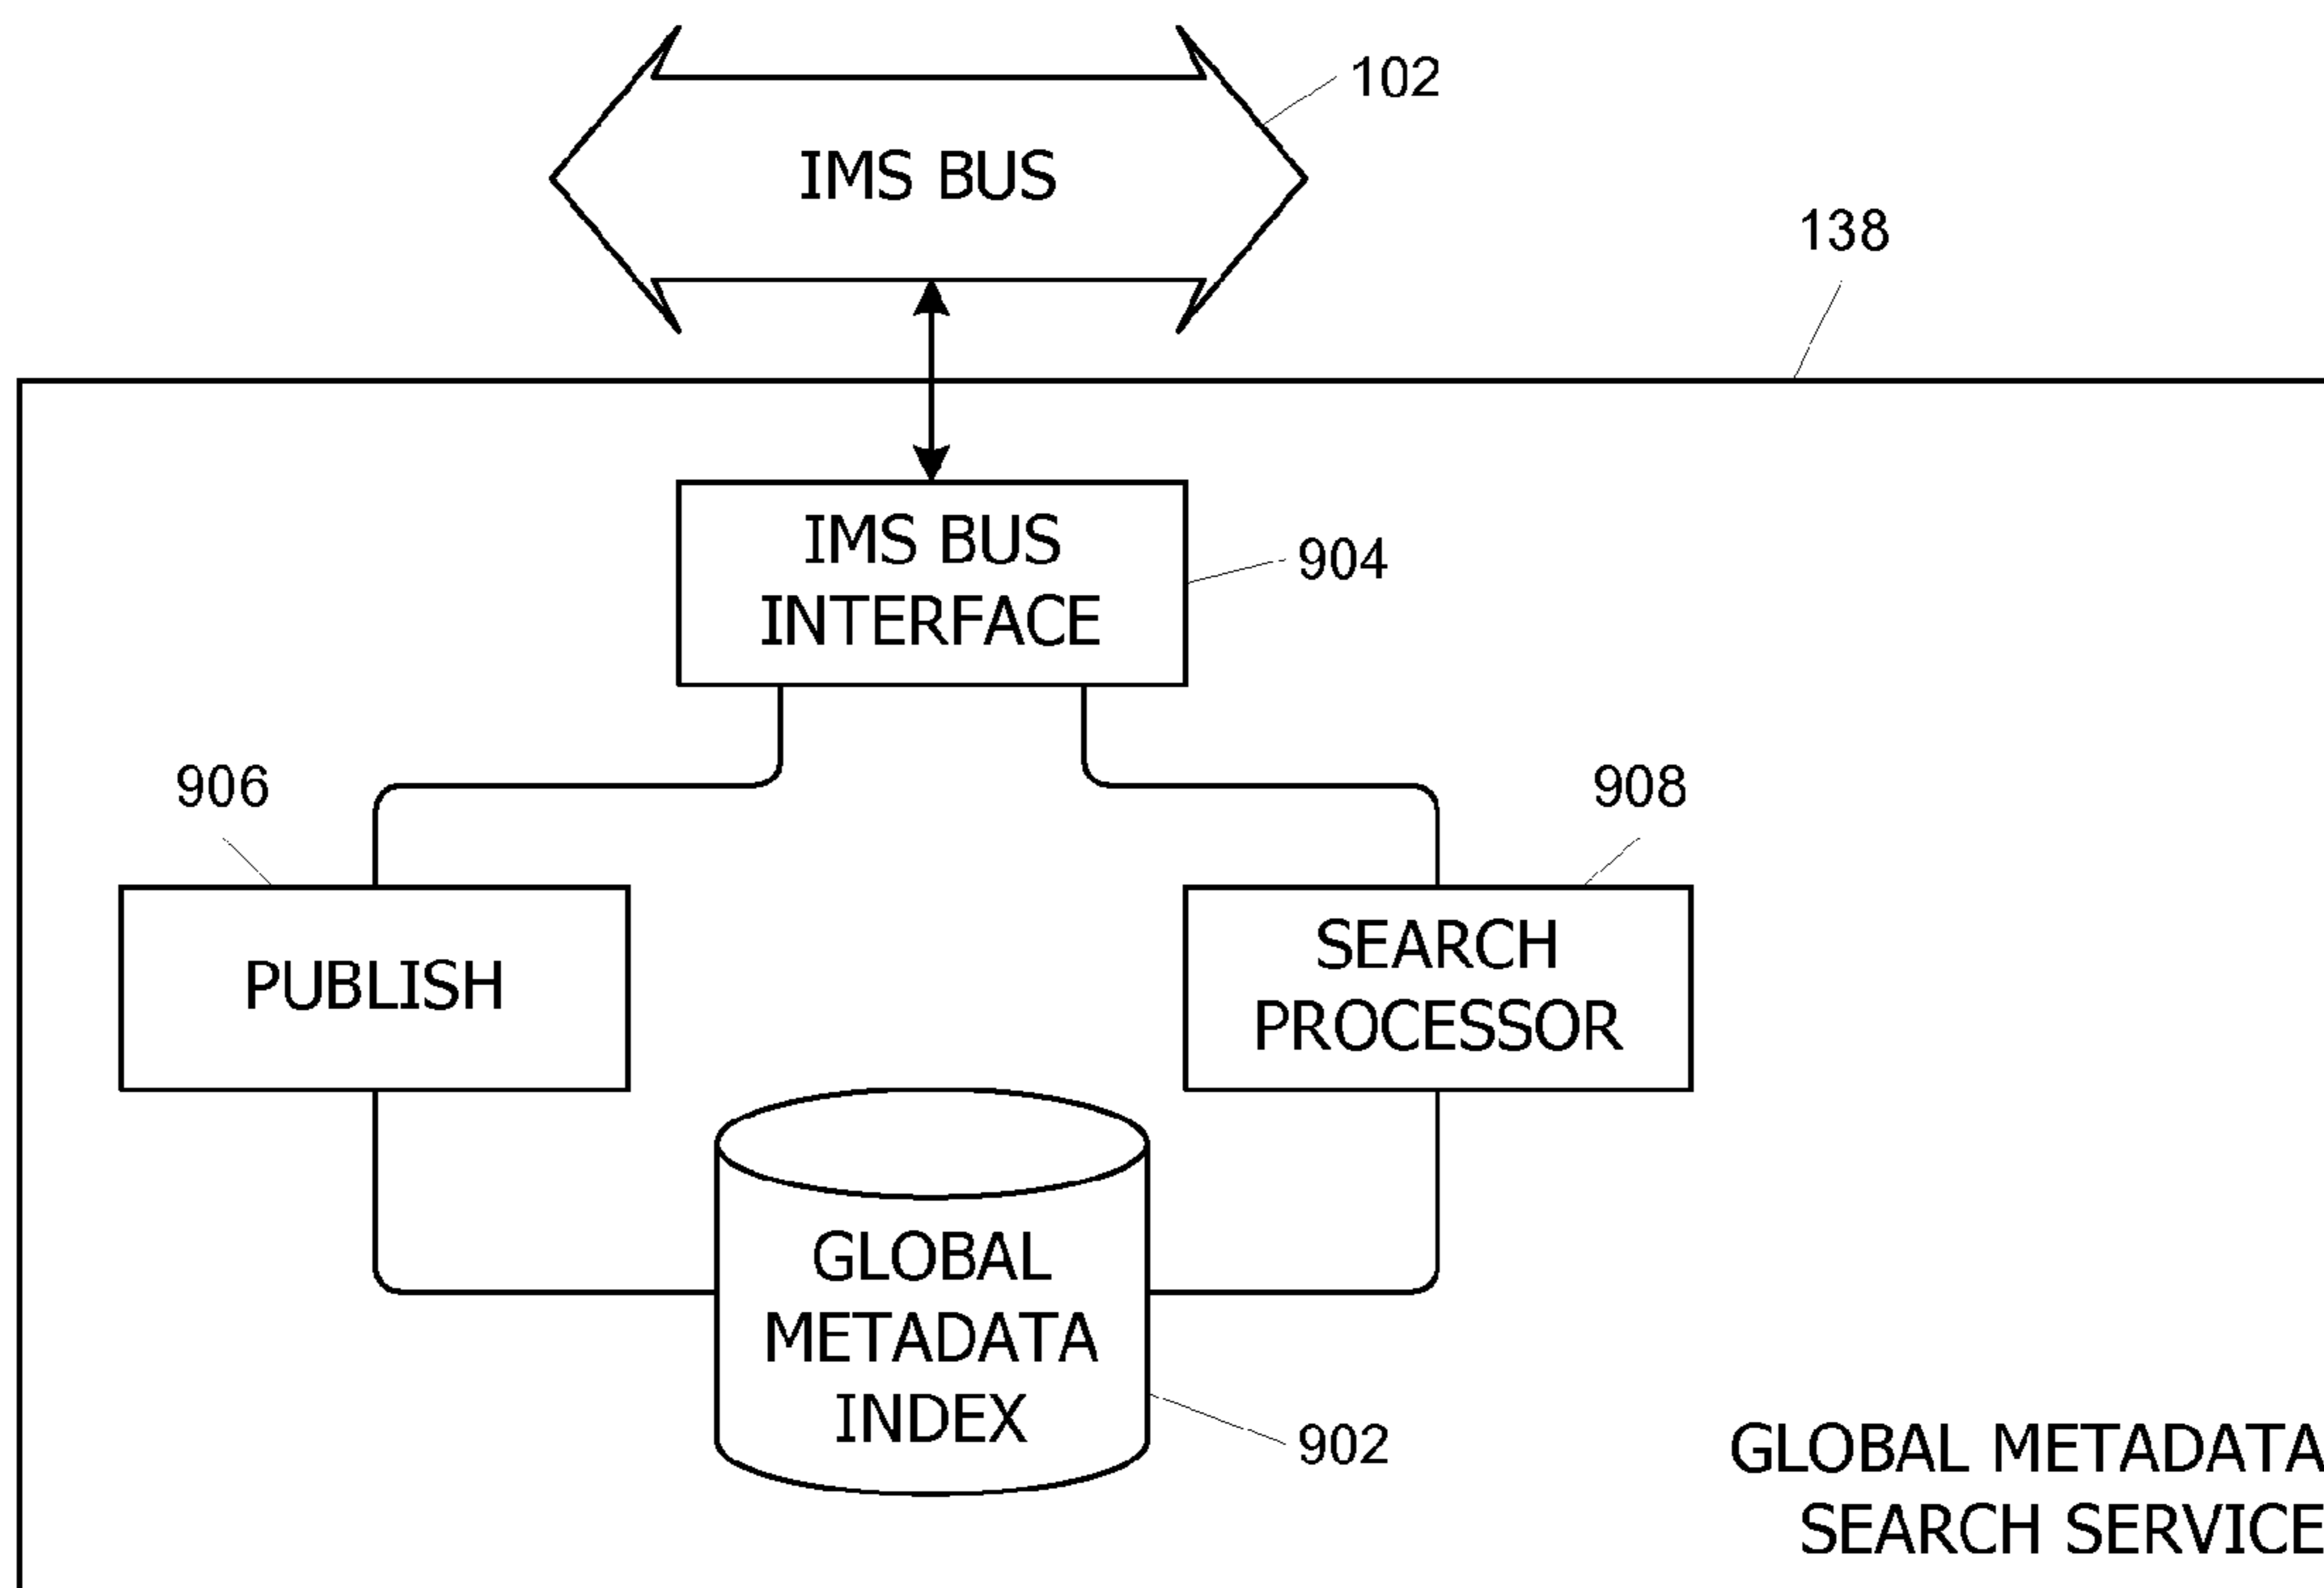 102
IMS BUS
138
IMS BUS
INTERFACE
904
906
908
PUBLISH
SEARCH
PROCESSOR
GLOBAL
METADATA
INDEX
902
GLOBAL METADATA
SEARCH SERVICE